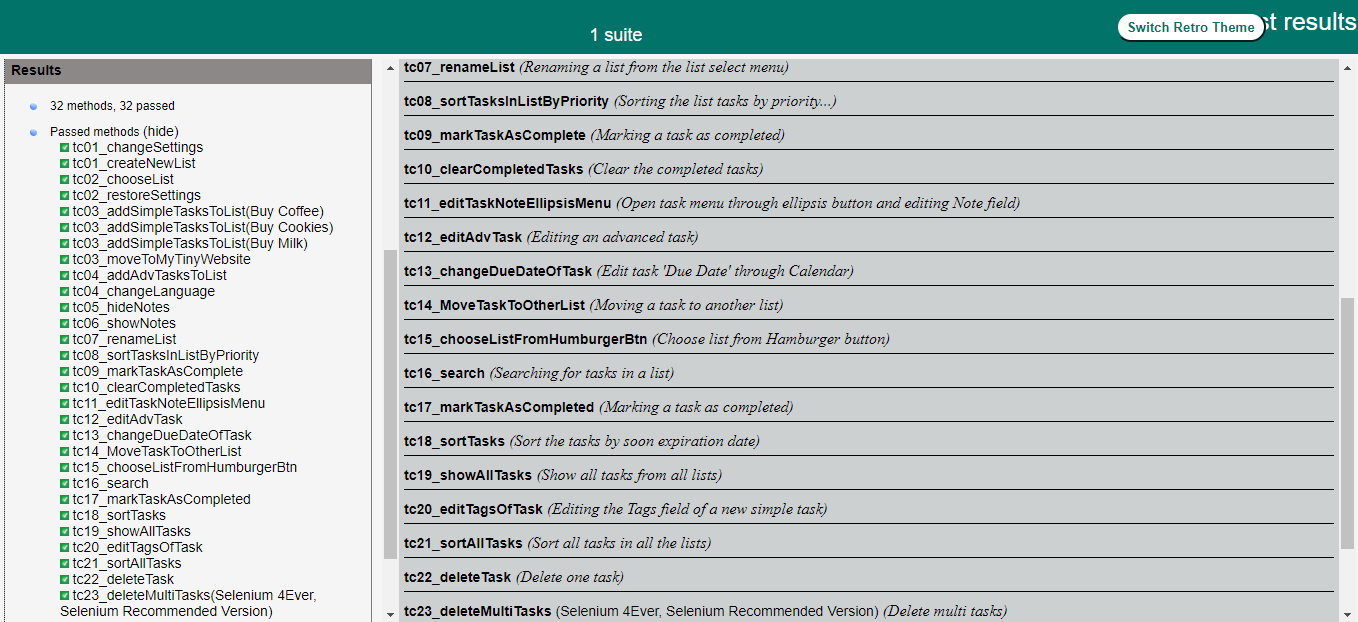 1 suite
Switch Retro Theme
st results
Results
32 methods, 32 passed
Passed methods (hide)
tc01_changeSettings
tc01_createNewList
tc02_chooseList
tc02_restoreSettings
tc03_addSimpleTasksToList(Buy Coffee)
tc03_addSimpleTasksToList(Buy Cookies)
tc03_addSimpleTasksToList(Buy Milk)
tc03_moveToMyTinyWebsite
tc04_addAdvTasksToList
tc04_changeLanguage
tc05_hideNotes
tc06_showNotes
tc07_renameList
tc08_sortTasksInListByPriority
tc09_markTaskAsComplete
tc10_clearCompletedTasks
tc11_editTaskNoteEllipsisMenu
tc12_editAdvTask
tc13_changeDueDateOfTask
tc14_MoveTaskToOtherList
tc15_chooseListFromHumburgerBtn
tc16_search
tc17_markTaskAsCompleted
tc18_sortTasks
tc19_showAllTasks
tc20_editTagsOfTask
tc21_sortAllTasks
tc22_deleteTask
tc23_deleteMultiTasks(Selenium 4Ever,
Selenium Recommended Version)
tc07_renameList (Renaming a list from the list select menu)
tc08_sortTasksInListByPriority (Sorting the list tasks by priority...)
tc09_markTaskAsComplete (Marking a task as completed)
tc10_clearCompletedTasks (Clear the completed tasks)
tc11_editTaskNoteEllipsisMenu (Open task menu through ellipsis button and editing Note field)
tc12_editAdvTask (Editing an advanced task)
tc13_changeDueDateOfTask (Edit task 'Due Date' through Calendar)
tc14_MoveTaskToOtherList (Moving a task to another list)
tc15_chooseListFromHumburgerBtn (Choose list from Hamburger button)
tc16_search (Searching for tasks in a list)
tc17_markTaskAsCompleted (Marking a task as completed)
tc18_sortTasks (Sort the tasks by soon expiration date)
tc19_showAllTasks (Show all tasks from all lists)
tc20_editTagsOfTask (Editing the Tags field of a new simple task)
tc21_sortAllTasks (Sort all tasks in all the lists)
tc22_deleteTask (Delete one task)
tc23_deleteMultiTasks (Selenium 4Ever, Selenium Recommended Version) (Delete multi tasks)